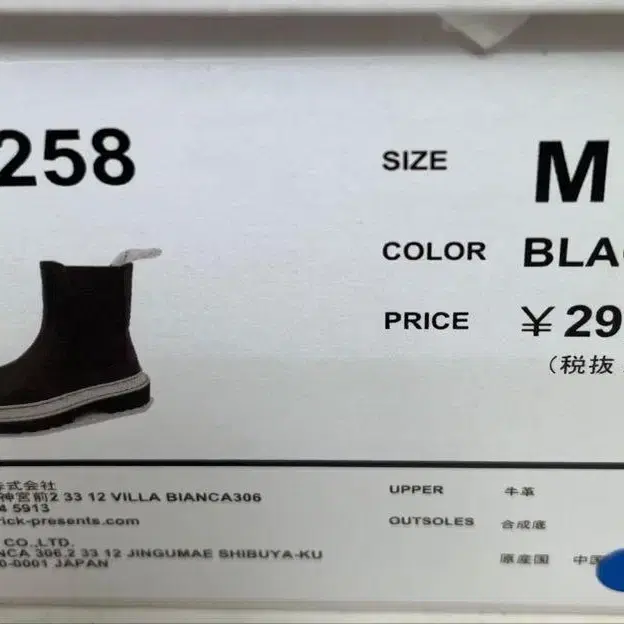 258
SIZE M
COLOR BLAC
PRICE ¥29
(税抜
株式会社
神宮前2 33 12 VILLA BIANCA306
4 5913
rick-presents.com
CO.,LTD.
NCA 306,2 33 12 JINGUMAE SHIBUYA-KU
0-0001 JAPAN
UPPER 牛革
OUTSOLES 合成底
原産国 中国